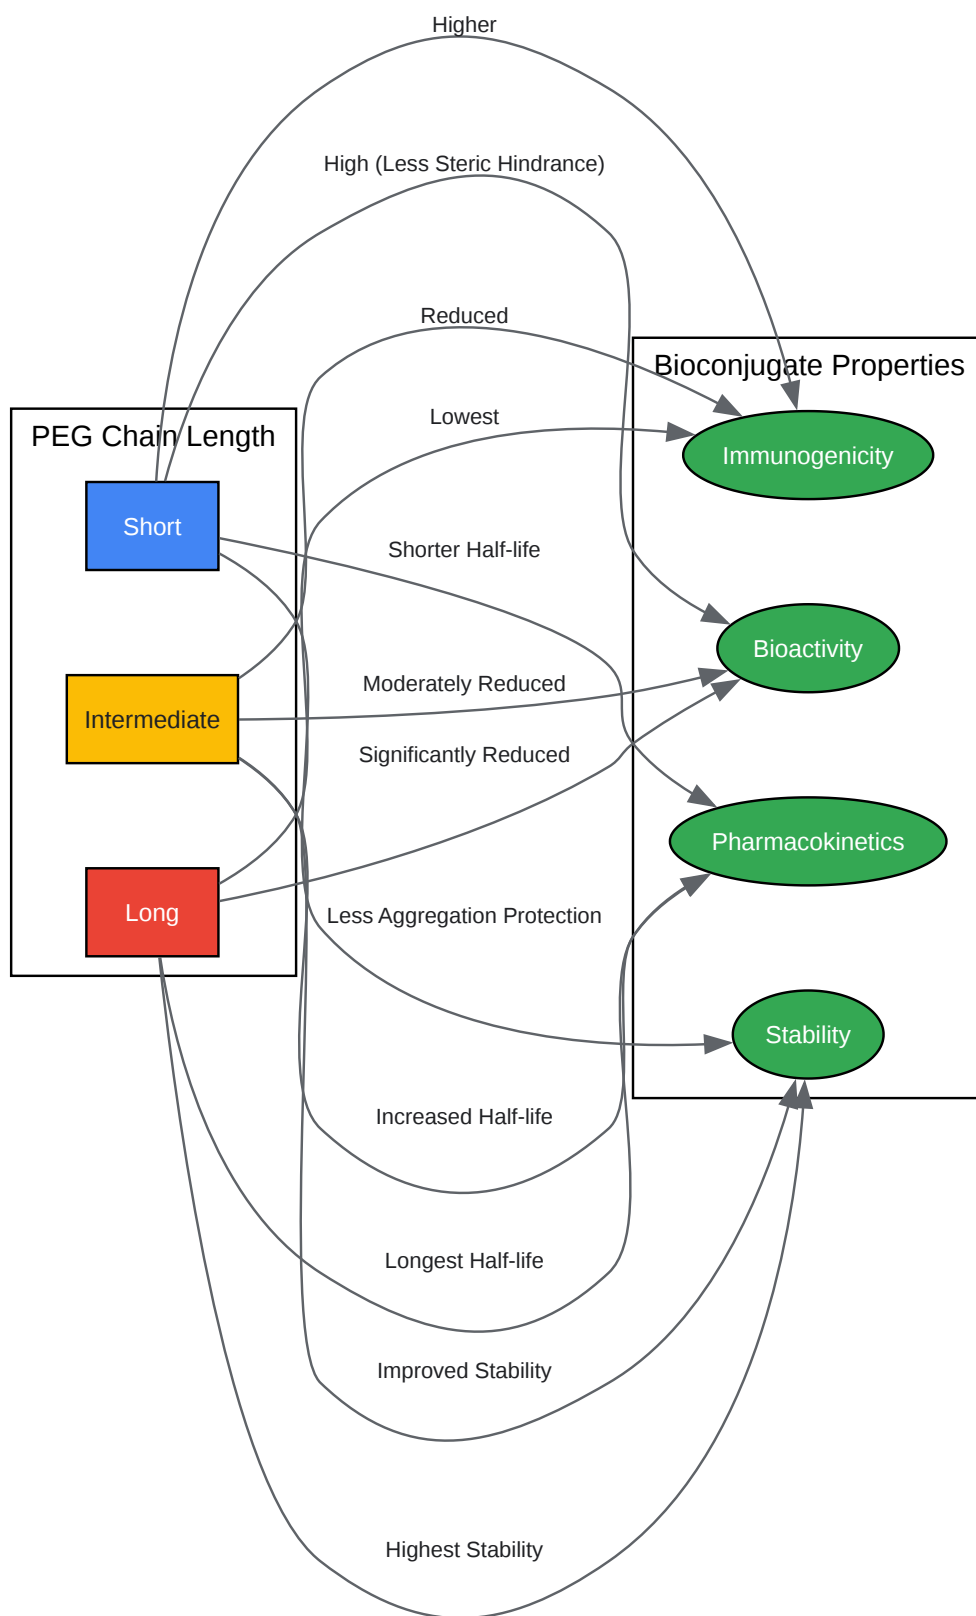 Higher
High (Less Steric Hindrance)
Reduced
Bioconjugate Properties
Lowest
PEG Chain Length
Immunogenicity
Short
Shorter Half-life
Bioactivity
Moderately Reduced
Intermediate
Significantly Reduced
Pharmacokinetics
Long
Less Aggregation Protection
Stability
Increased Half-life
Longest Half-life
Improved Stability
Highest Stability